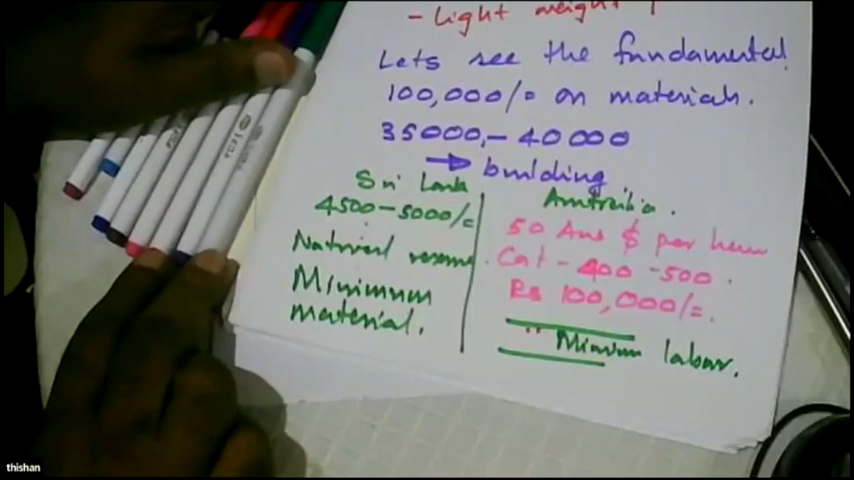 - Light weight
Lets see the fundamental
100,000/= on materials.
35000,- 40000
→ building
Sri Lanka
4500-5000/=
Natural resource
Minimum
material.
Australia.
50 Aus $ per hour
Cat - 400 - 500.
Rs 100,000/=.
" Minimum labour.
thishan